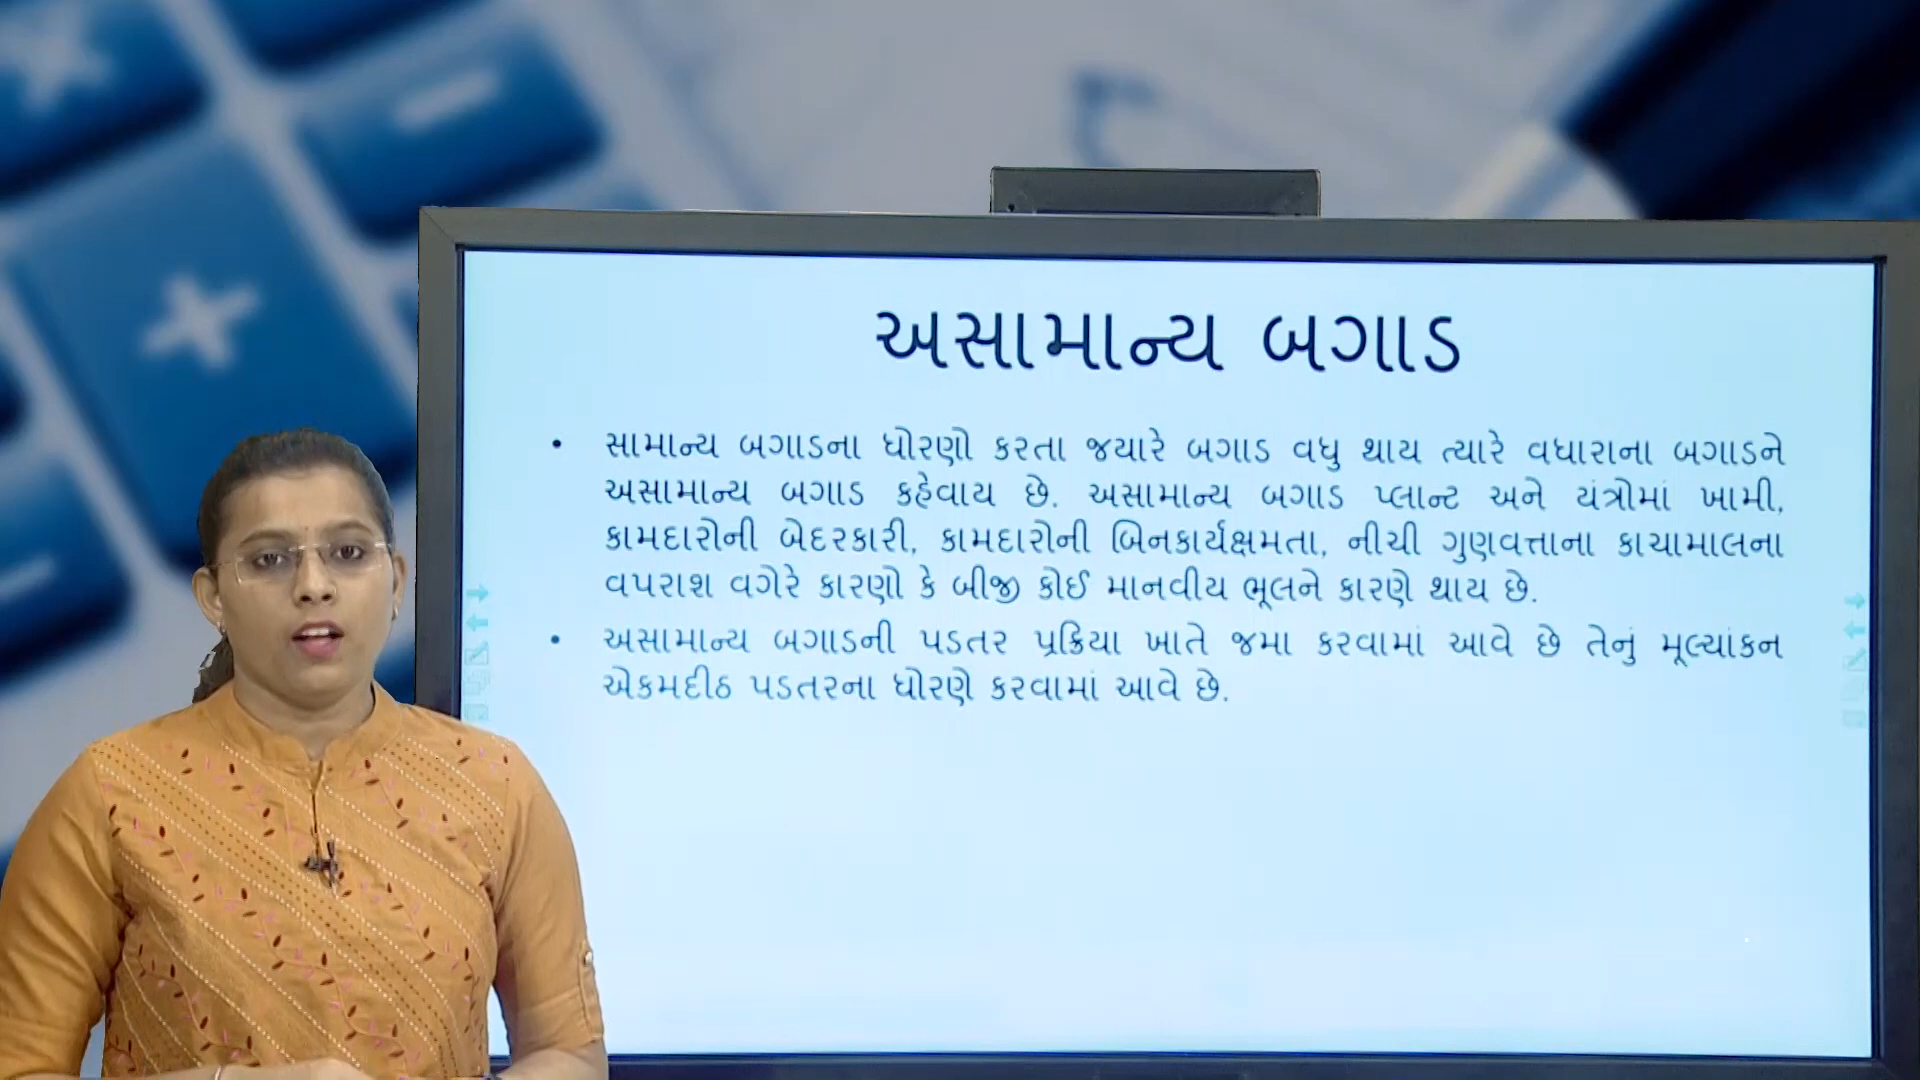 અસામાન્ય બગાડ
• સામાન્ય બગાડના ધોરણો કરતા જયારે બગાડ વધુ થાય ત્યારે વધારાના બગાડને
અસામાન્ય બગાડ કહેવાય છે. અસામાન્ય બગાડ પ્લાન્ટ અને યંત્રોમાં ખામી,
કામદારોની બેદરકારી, કામદારોની બિનકાર્યક્ષમતા, નીચી ગુણવત્તાના કાચામાલના
વપરાશ વગેરે કારણો કે બીજી કોઈ માનવીય ભૂલને કારણે થાય છે.
• અસામાન્ય બગાડની પડતર પ્રક્રિયા ખાતે જમા કરવામાં આવે છે તેનું મૂલ્યાંકન
એકમદીઠ પડતરના ધોરણે કરવામાં આવે છે.